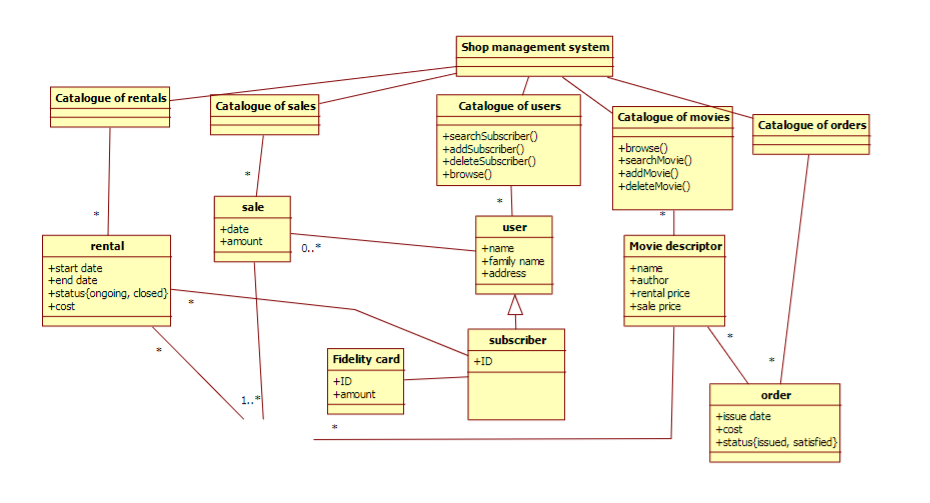 Shop management system
Catalogue of rentals
Catalogue of sales
Catalogue of users
+searchSubscriber()
+addSubscriber()
+deleteSubscriber()
+browse()
Catalogue of movies
+browse()
+searchMovie()
+addMovie()
+deleteMovie()
Catalogue of orders
*
*
*
*
sale
+date
+amount
0..*
user
+name
+family name
+address
rental
+start date
+end date
+status{ongoing, closed}
+cost
Movie descriptor
+name
+author
+rental price
+sale price
*
*
*
*
subscriber
+ID
Fidelity card
+ID
+amount
1..*
*
order
+issue date
+cost
+status{issued, satisfied}